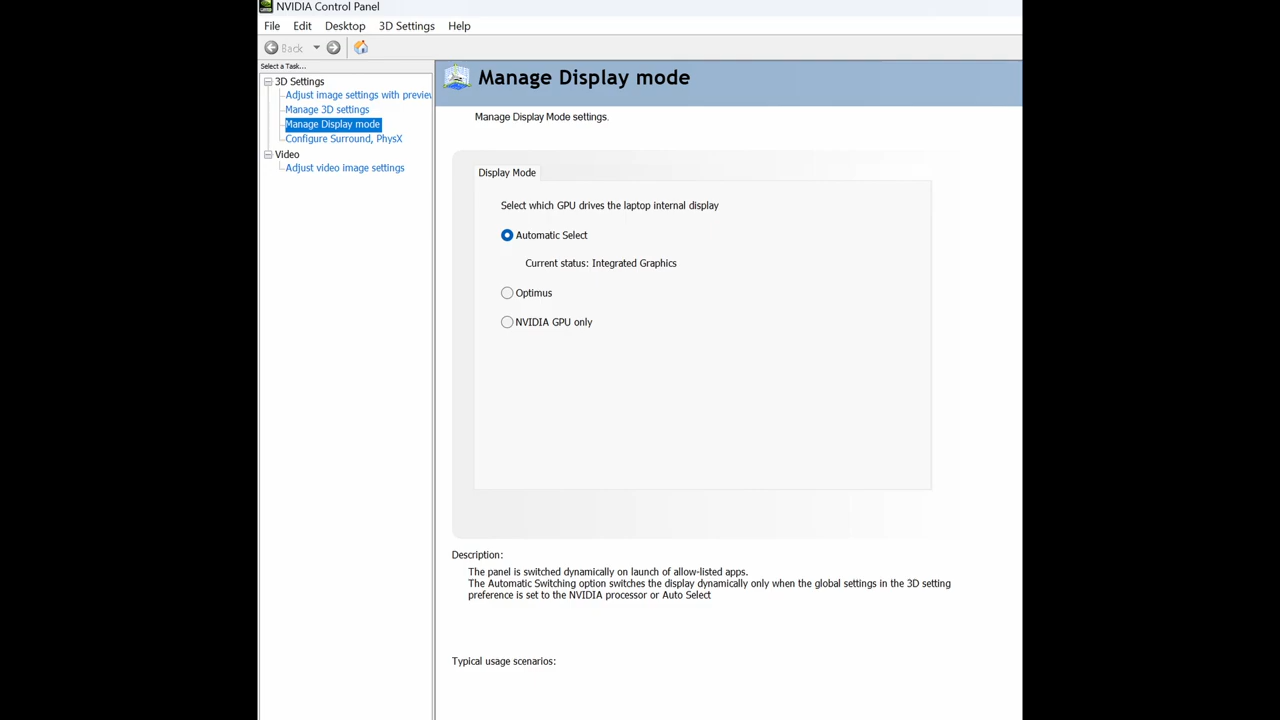 NVIDIA Control Panel
File Edit Desktop 3D Settings Help
Back
Select a Task...
3D Settings
Adjust image settings with preview
Manage 3D settings
Manage Display mode
Configure Surround, PhysX
Video
Adjust video image settings
Manage Display mode
Manage Display Mode settings.
Display Mode
Select which GPU drives the laptop internal display
Automatic Select
Current status: Integrated Graphics
Optimus
NVIDIA GPU only
Description:
The panel is switched dynamically on launch of allow-listed apps.
The Automatic Switching option switches the display dynamically only when the global settings in the 3D setting
preference is set to the NVIDIA processor or Auto Select
Typical usage scenarios: